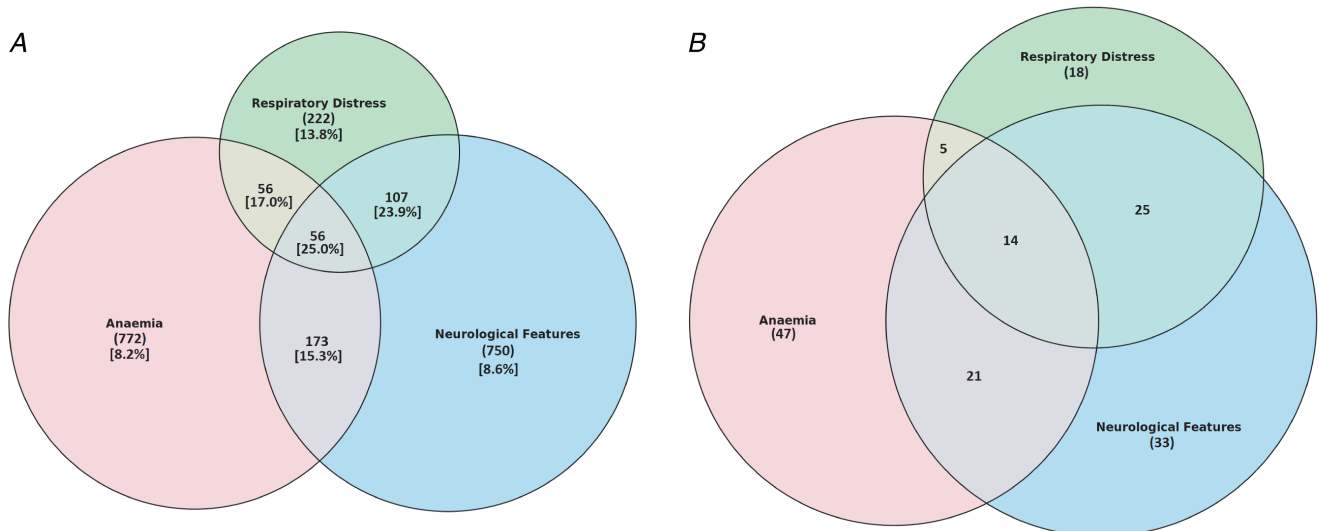 A
Respiratory Distress
(222)
[13.8%]
56
[17.0%]
107
[23.9%]
56
[25.0%]
Anaemia
(772)
[8.2%]
173
[15.3%]
Neurological Features
(750)
[8.6%]
B
Respiratory Distress
(18)
5
25
14
Anaemia
(47)
21
Neurological Features
(33)